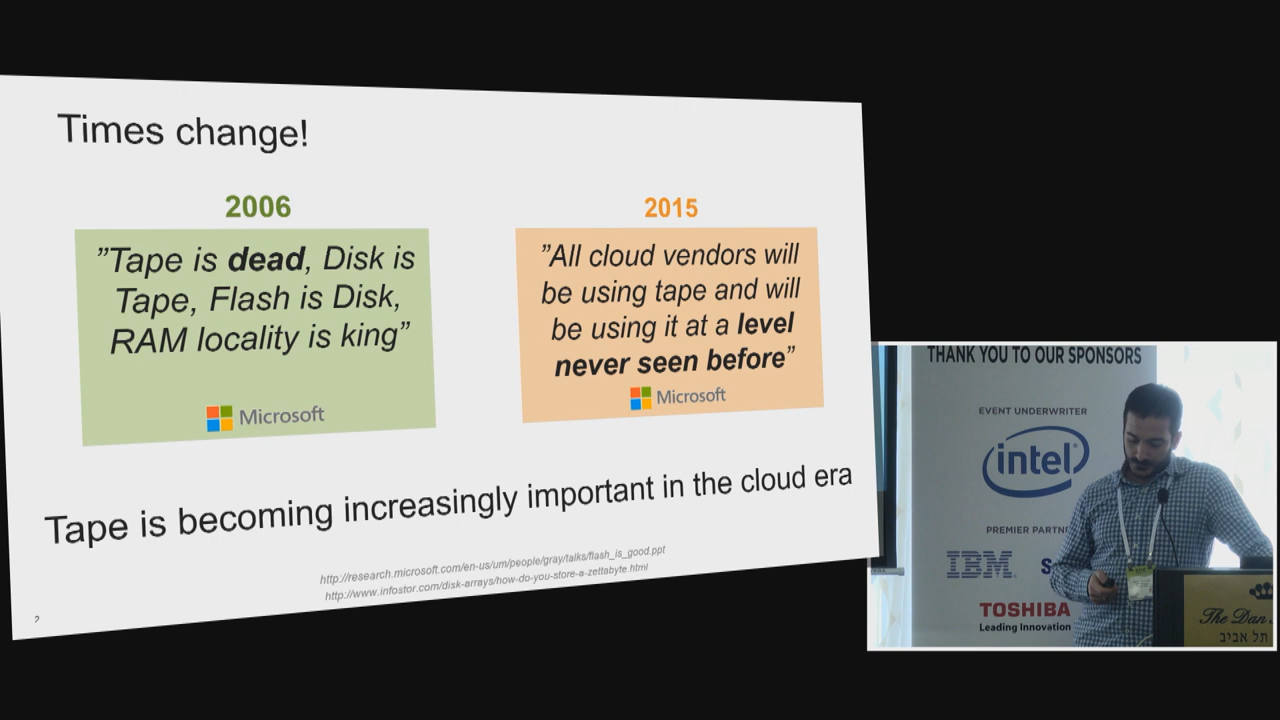 Times change!
2006
”Tape is dead, Disk is
Tape, Flash is Disk,
RAM locality is king”
Microsoft
2015
”All cloud vendors will
be using tape and will
be using it at a level
never seen before”
Microsoft
Tape is becoming increasingly important in the cloud era
http://research.microsoft.com/en-us/um/people/gray/talks/flash_is_good.ppt
http://www.infostor.com/disk-arrays/how-do-you-store-a-zettabyte.html
THANK YOU TO OUR SPONSORS
EVENT UNDERWRITER
intel
PREMIER
IBM
TOSHIBA
Leading Innovation
The Dan
תל אביב